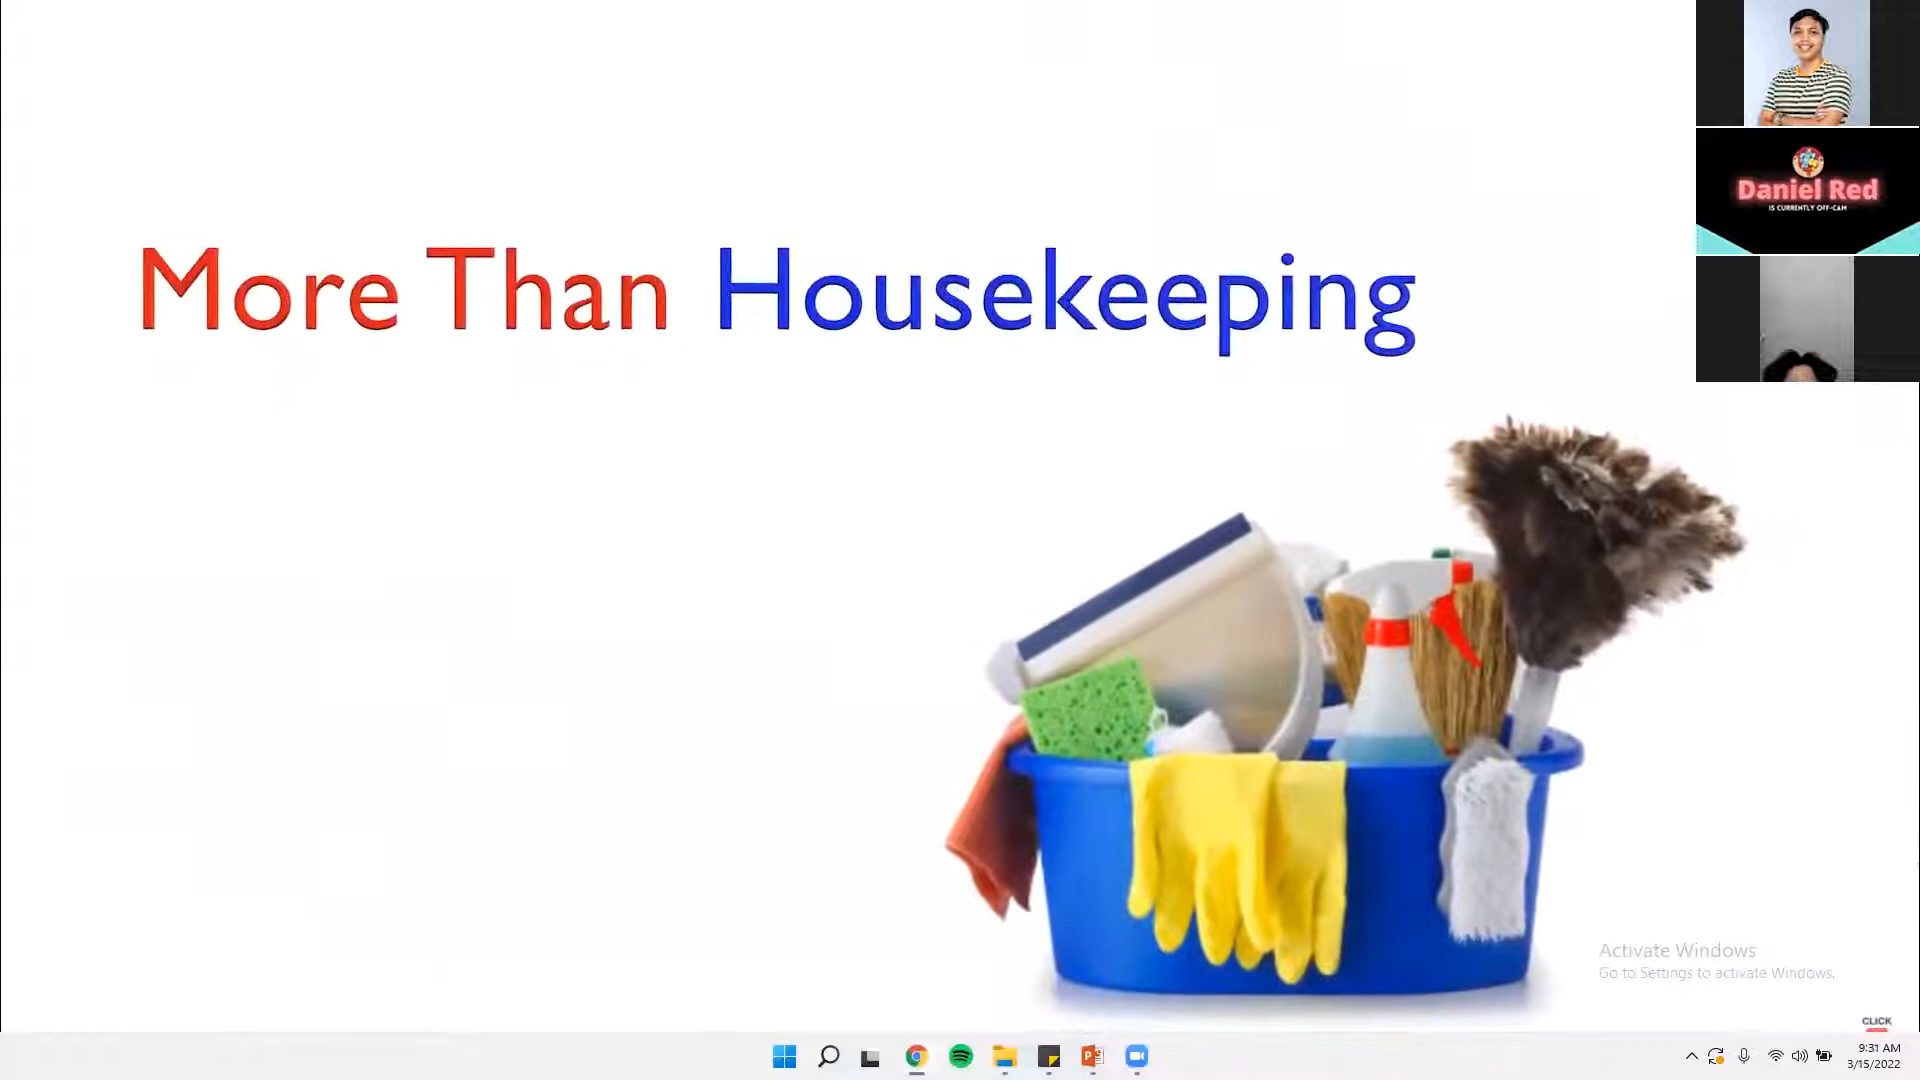 More Than Housekeeping
Daniel Red
IS CURRENTLY OFF-CAM
Activate Windows
Go to Settings to activate Windows.
CLICK
9:31 AM
3/15/2022